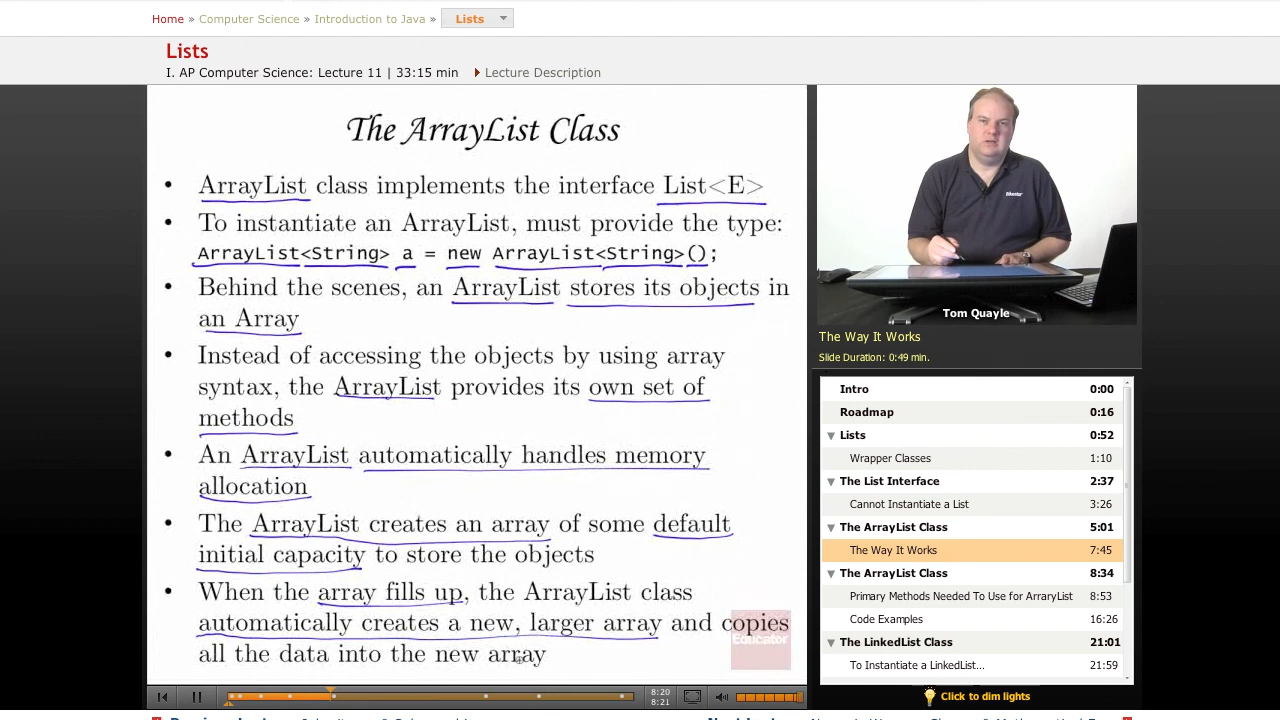 Home » Computer Science » Introduction to Java » Lists
Lists
I. AP Computer Science: Lecture 11 | 33:15 min Lecture Description
The ArrayList Class
• ArrayList class implements the interface List<E>
• To instantiate an ArrayList, must provide the type:
ArrayList<String> a = new ArrayList<String>();
• Behind the scenes, an ArrayList stores its objects in
an Array
• Instead of accessing the objects by using array
syntax, the ArrayList provides its own set of
methods
• An ArrayList automatically handles memory
allocation
• The ArrayList creates an array of some default
initial capacity to store the objects
• When the array fills up, the ArrayList class
automatically creates a new, larger array and copies
all the data into the new array
Educator
8:20
8:21
Educator
Tom Quayle
The Way It Works
Slide Duration: 0:49 min.
Intro 0:00
Roadmap 0:16
Lists 0:52
Wrapper Classes 1:10
The List Interface 2:37
Cannot Instantiate a List 3:26
The ArrayList Class 5:01
The Way It Works 7:45
The ArrayList Class 8:34
Primary Methods Needed To Use for ArrayList 8:53
Code Examples 16:26
The LinkedList Class 21:01
To Instantiate a LinkedList... 21:59
Click to dim lights